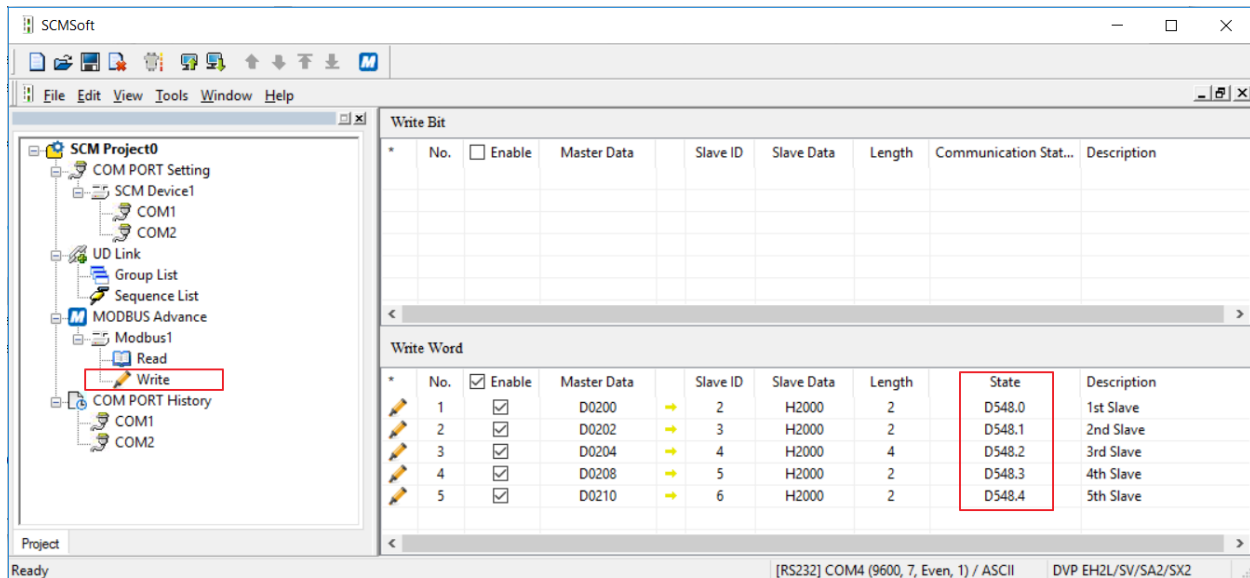 SCMSoft
File Edit View Tools Window Help
SCM Project0
COM PORT Setting
SCM Device1
COM1
COM2
UD Link
Group List
Sequence List
MODBUS Advance
Modbus1
Read
Write
COM PORT History
COM1
COM2
Project
Write Bit
* No. Enable Master Data Slave ID Slave Data Length Communication Stat... Description
Write Word
* No. Enable Master Data Slave ID Slave Data Length State Description
1 D0200 2 H2000 2 D548.0 1st Slave
2 D0202 3 H2000 2 D548.1 2nd Slave
3 D0204 4 H2000 4 D548.2 3rd Slave
4 D0208 5 H2000 2 D548.3 4th Slave
5 D0210 6 H2000 2 D548.4 5th Slave
Ready [RS232] COM4 (9600, 7, Even, 1) / ASCII DVP EH2L/SV/SA2/SX2